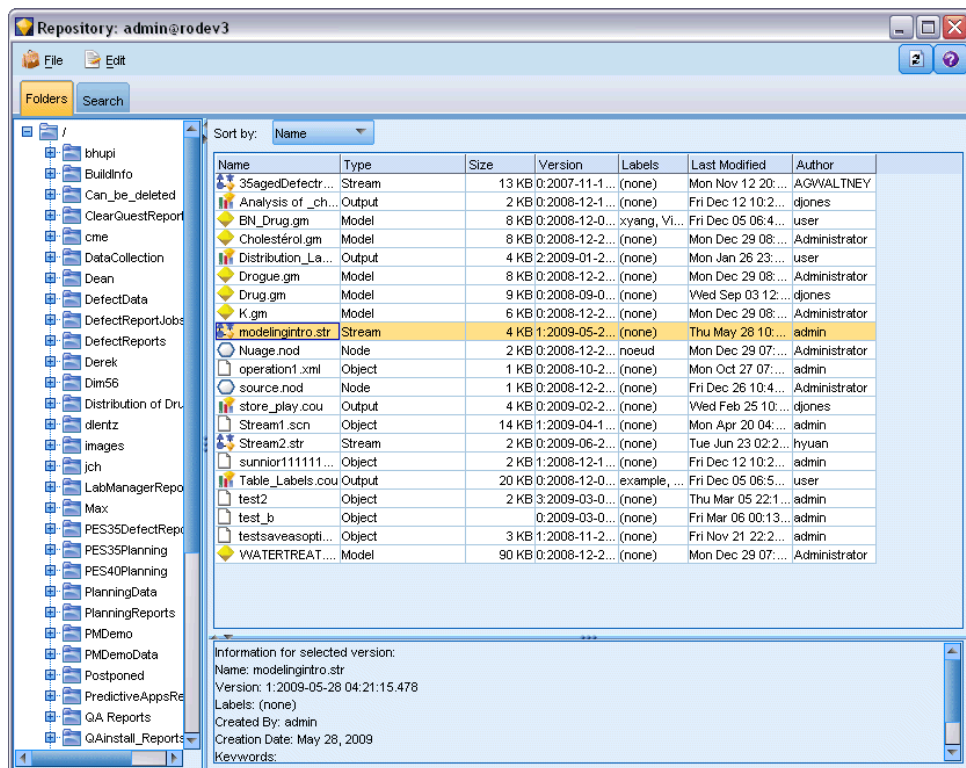 Repository: admin@rodev3
File Edit
Folders Search
/
bhupi
BuildInfo
Can_be_deleted
ClearQuestReport
cme
DataCollection
Dean
DefectData
DefectReportJobs
DefectReports
Derek
Dim56
Distribution of Dru
dlentz
images
jch
LabManagerRepo
Max
PES35DefectRepo
PES35Planning
PES40Planning
PlanningData
PlanningReports
PMDemo
PMDemoData
Postponed
PredictiveAppsRe
QA Reports
QAinstall_Reports
Sort by: Name
Name Type Size Version Labels Last Modified Author
35agedDefectr... Stream 13 KB 0:2007-11-1... (none) Mon Nov 12 20:... AGWALTNEY
Analysis of _ch... Output 2 KB 0:2008-12-1... (none) Fri Dec 12 10:2... djones
BN_Drug.gm Model 8 KB 0:2008-12-0... xyang, Vi... Fri Dec 05 06:4... user
Cholestérol.gm Model 8 KB 0:2008-12-2... (none) Mon Dec 29 08:... Administrator
Distribution_La... Output 4 KB 2:2009-01-2... (none) Mon Jan 26 23:... user
Drogue.gm Model 8 KB 0:2008-12-2... (none) Mon Dec 29 08:... Administrator
Drug.gm Model 9 KB 0:2008-09-0... (none) Wed Sep 03 12:... djones
K.gm Model 6 KB 0:2008-12-2... (none) Mon Dec 29 08:... Administrator
modelingintro.str Stream 4 KB 1:2009-05-2... (none) Thu May 28 10:... admin
Nuage.nod Node 2 KB 0:2008-12-2... noeud Mon Dec 29 07:... Administrator
operation1.xml Object 1 KB 0:2008-10-2... (none) Mon Oct 27 07:... admin
source.nod Node 1 KB 0:2008-12-2... (none) Fri Dec 26 10:4... Administrator
store_play.cou Output 4 KB 0:2009-02-2... (none) Wed Feb 25 10:... djones
Stream1.scn Object 14 KB 1:2009-04-1... (none) Mon Apr 20 04:... admin
Stream2.str Stream 2 KB 0:2009-06-2... (none) Tue Jun 23 02:2... hyuan
sunnior111111... Object 2 KB 1:2008-12-1... (none) Fri Dec 12 10:2... admin
Table_Labels.cou Output 20 KB 0:2008-12-0... example, ... Fri Dec 05 06:5... user
test2 Object 2 KB 3:2009-03-0... (none) Thu Mar 05 22:1... admin
test_b Object 0:2009-03-0... (none) Fri Mar 06 00:13... admin
testsaveasopti... Object 3 KB 1:2008-11-2... (none) Fri Nov 21 22:2... admin
WATERTREAT.... Model 90 KB 0:2008-12-2... (none) Mon Dec 29 07:... Administrator
Information for selected version:
Name: modelingintro.str
Version: 1:2009-05-28 04:21:15.478
Labels: (none)
Created By: admin
Creation Date: May 28, 2009
Keywords: